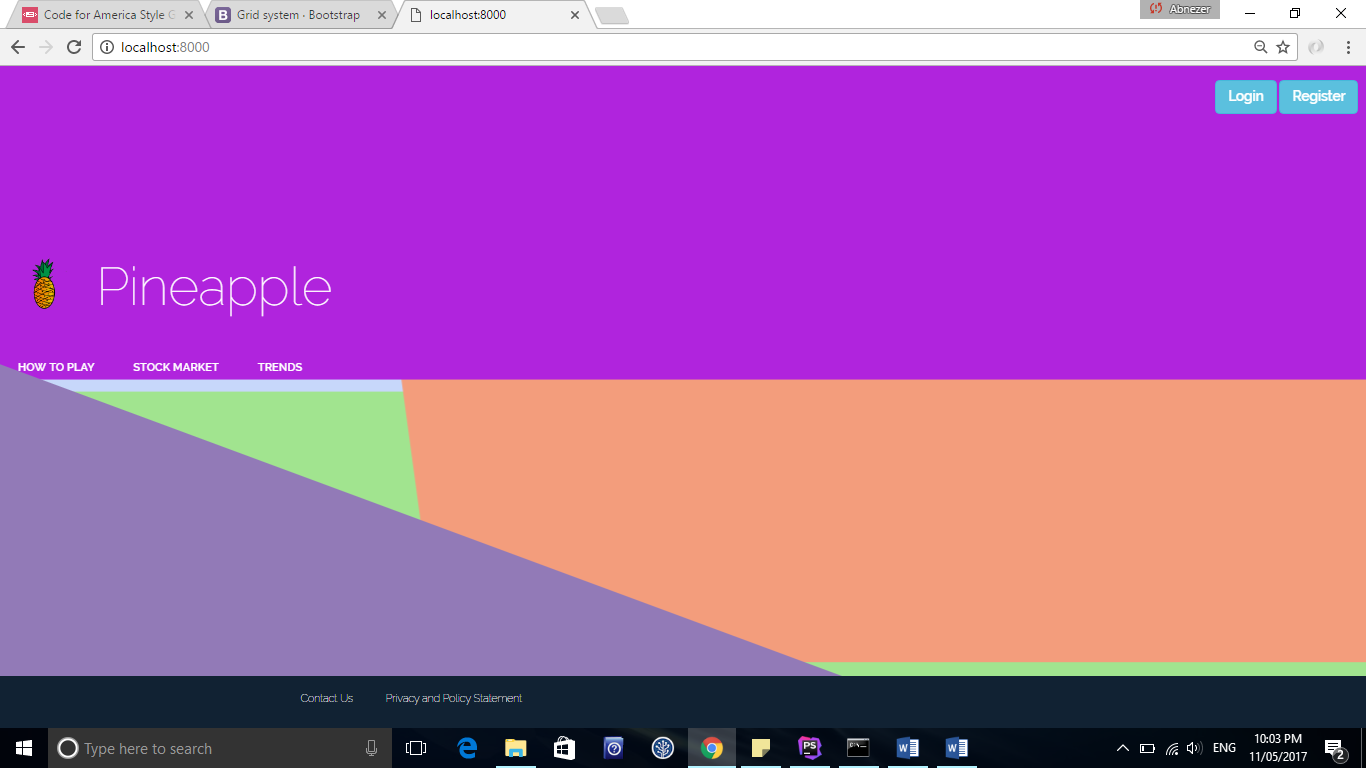 Code for America Style G
Grid system · Bootstrap
localhost:8000
Abnezer
localhost:8000
Login
Register
Pineapple
HOW TO PLAY
STOCK MARKET
TRENDS
Contact Us
Privacy and Policy Statement
Type here to search
ENG
10:03 PM
11/05/2017
2